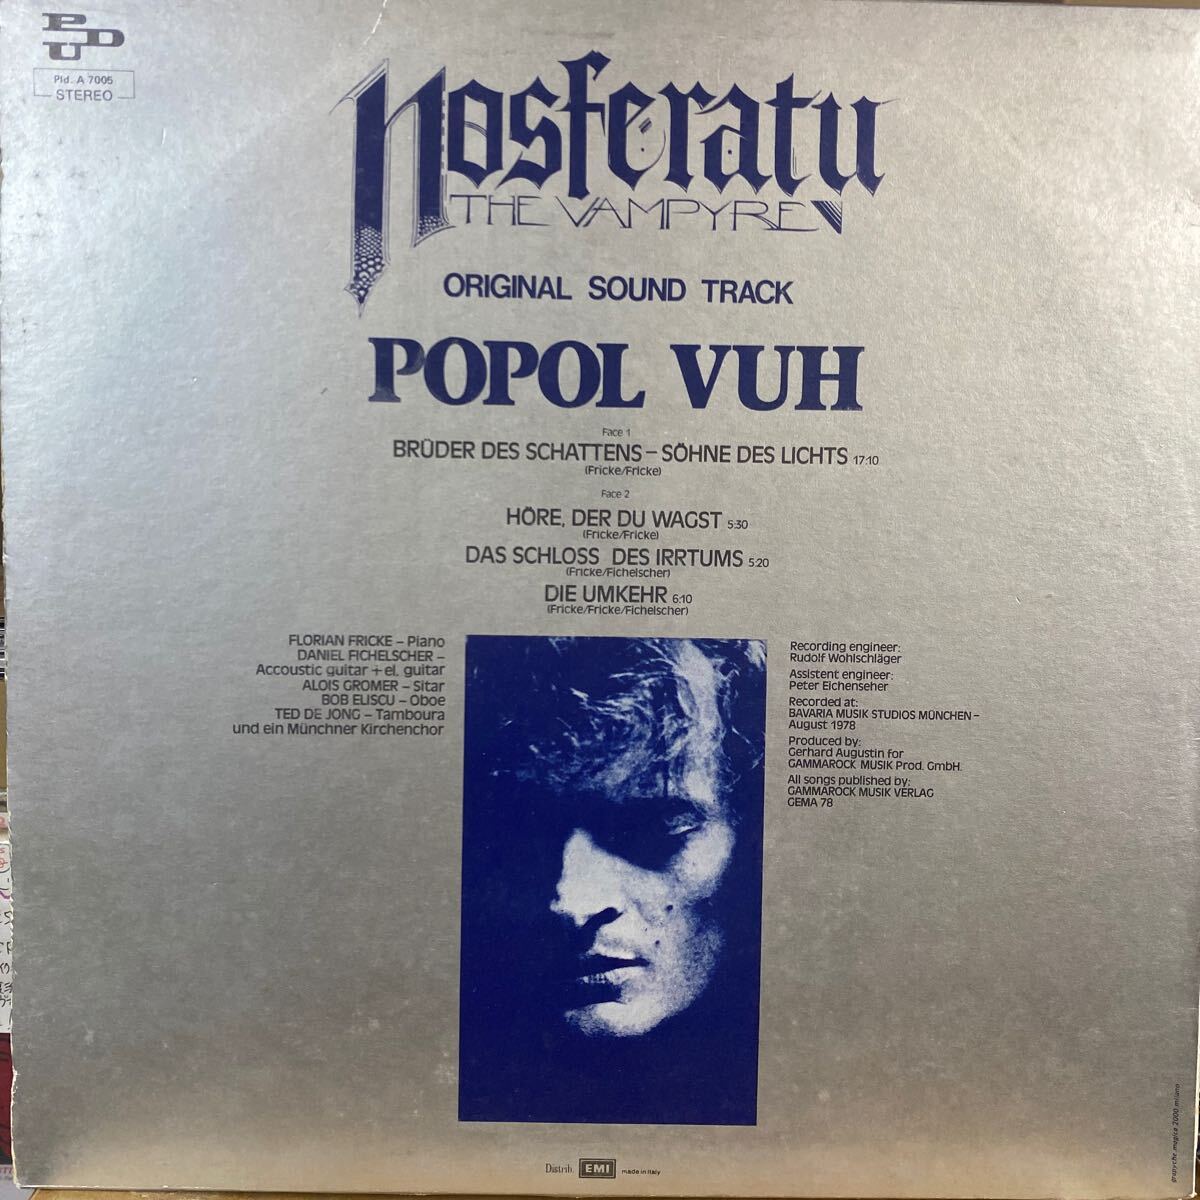 PDU
Pld. A 7005
STEREO
Nosferatu
THE VAMPYRE
ORIGINAL SOUND TRACK
POPOL VUH
Face 1
BRÜDER DES SCHATTENS – SÖHNE DES LICHTS 17:10
(Fricke/Fricke)
Face 2
HÖRE, DER DU WAGST 5:30
(Fricke/Fricke)
DAS SCHLOSS DES IRRTUMS 5:20
(Fricke/Fichelscher)
DIE UMKEHR 6:10
(Fricke/Fricke/Fichelscher)
FLORIAN FRICKE – Piano
DANIEL FICHELSCHER –
Accoustic guitar + el. guitar
ALOIS GROMER – Sitar
BOB ELISCU – Oboe
TED DE JONG – Tamboura
und ein Münchner Kirchenchor
Recording engineer:
Rudolf Wohlschläger
Assistent engineer:
Peter Eichenseher
Recorded at:
BAVARIA MUSIK STUDIOS MÜNCHEN –
August 1978
Produced by:
Gerhard Augustin for
GAMMAROCK MUSIK Prod. GmbH.
All songs published by:
GAMMAROCK MUSIK VERLAG
GEMA 78
Distrib. EMI made in Italy
2000 milano